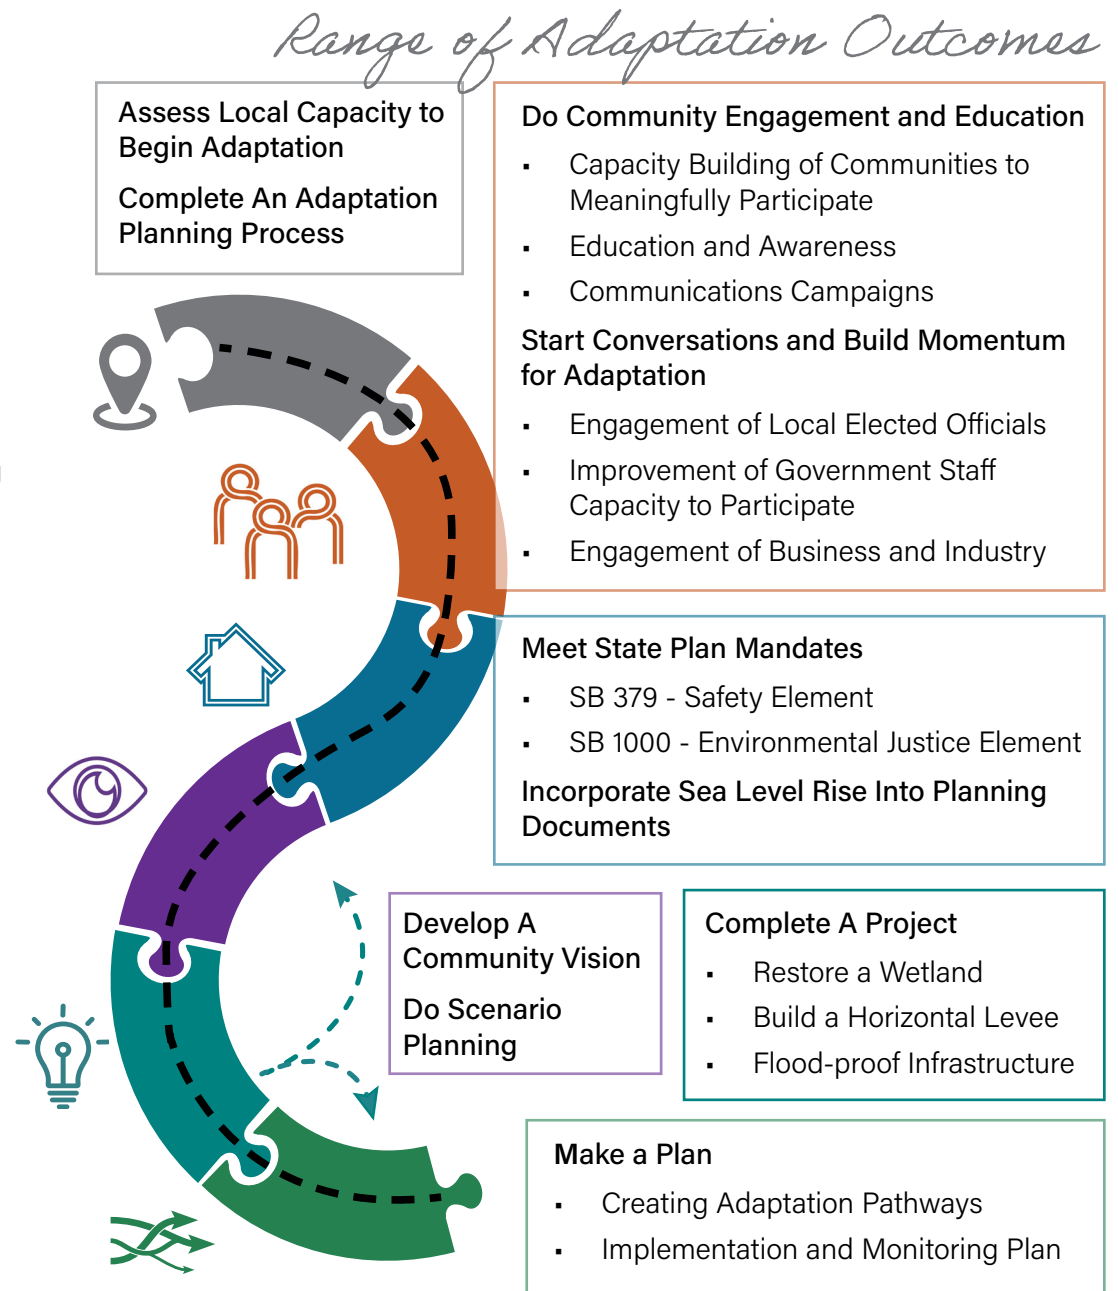 Range of Adaptation Outcomes
Assess Local Capacity to
Begin Adaptation
Complete An Adaptation
Planning Process
Do Community Engagement and Education
▪ Capacity Building of Communities to
Meaningfully Participate
▪ Education and Awareness
▪ Communications Campaigns
Start Conversations and Build Momentum
for Adaptation
▪ Engagement of Local Elected Officials
▪ Improvement of Government Staff
Capacity to Participate
▪ Engagement of Business and Industry
Meet State Plan Mandates
▪ SB 379 - Safety Element
▪ SB 1000 - Environmental Justice Element
Incorporate Sea Level Rise Into Planning
Documents
Develop A
Community Vision
Do Scenario
Planning
Complete A Project
▪ Restore a Wetland
▪ Build a Horizontal Levee
▪ Flood-proof Infrastructure
Make a Plan
▪ Creating Adaptation Pathways
▪ Implementation and Monitoring Plan